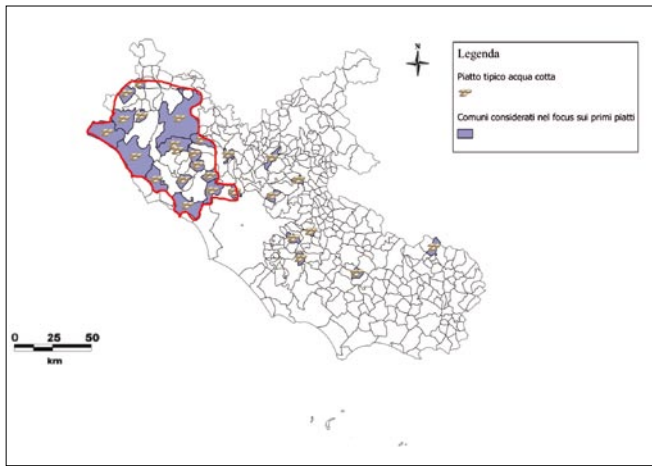 N
Legenda
Piatto tipico acqua cotta
Comuni considerati nel focus sui primi piatti
0 25 50
km